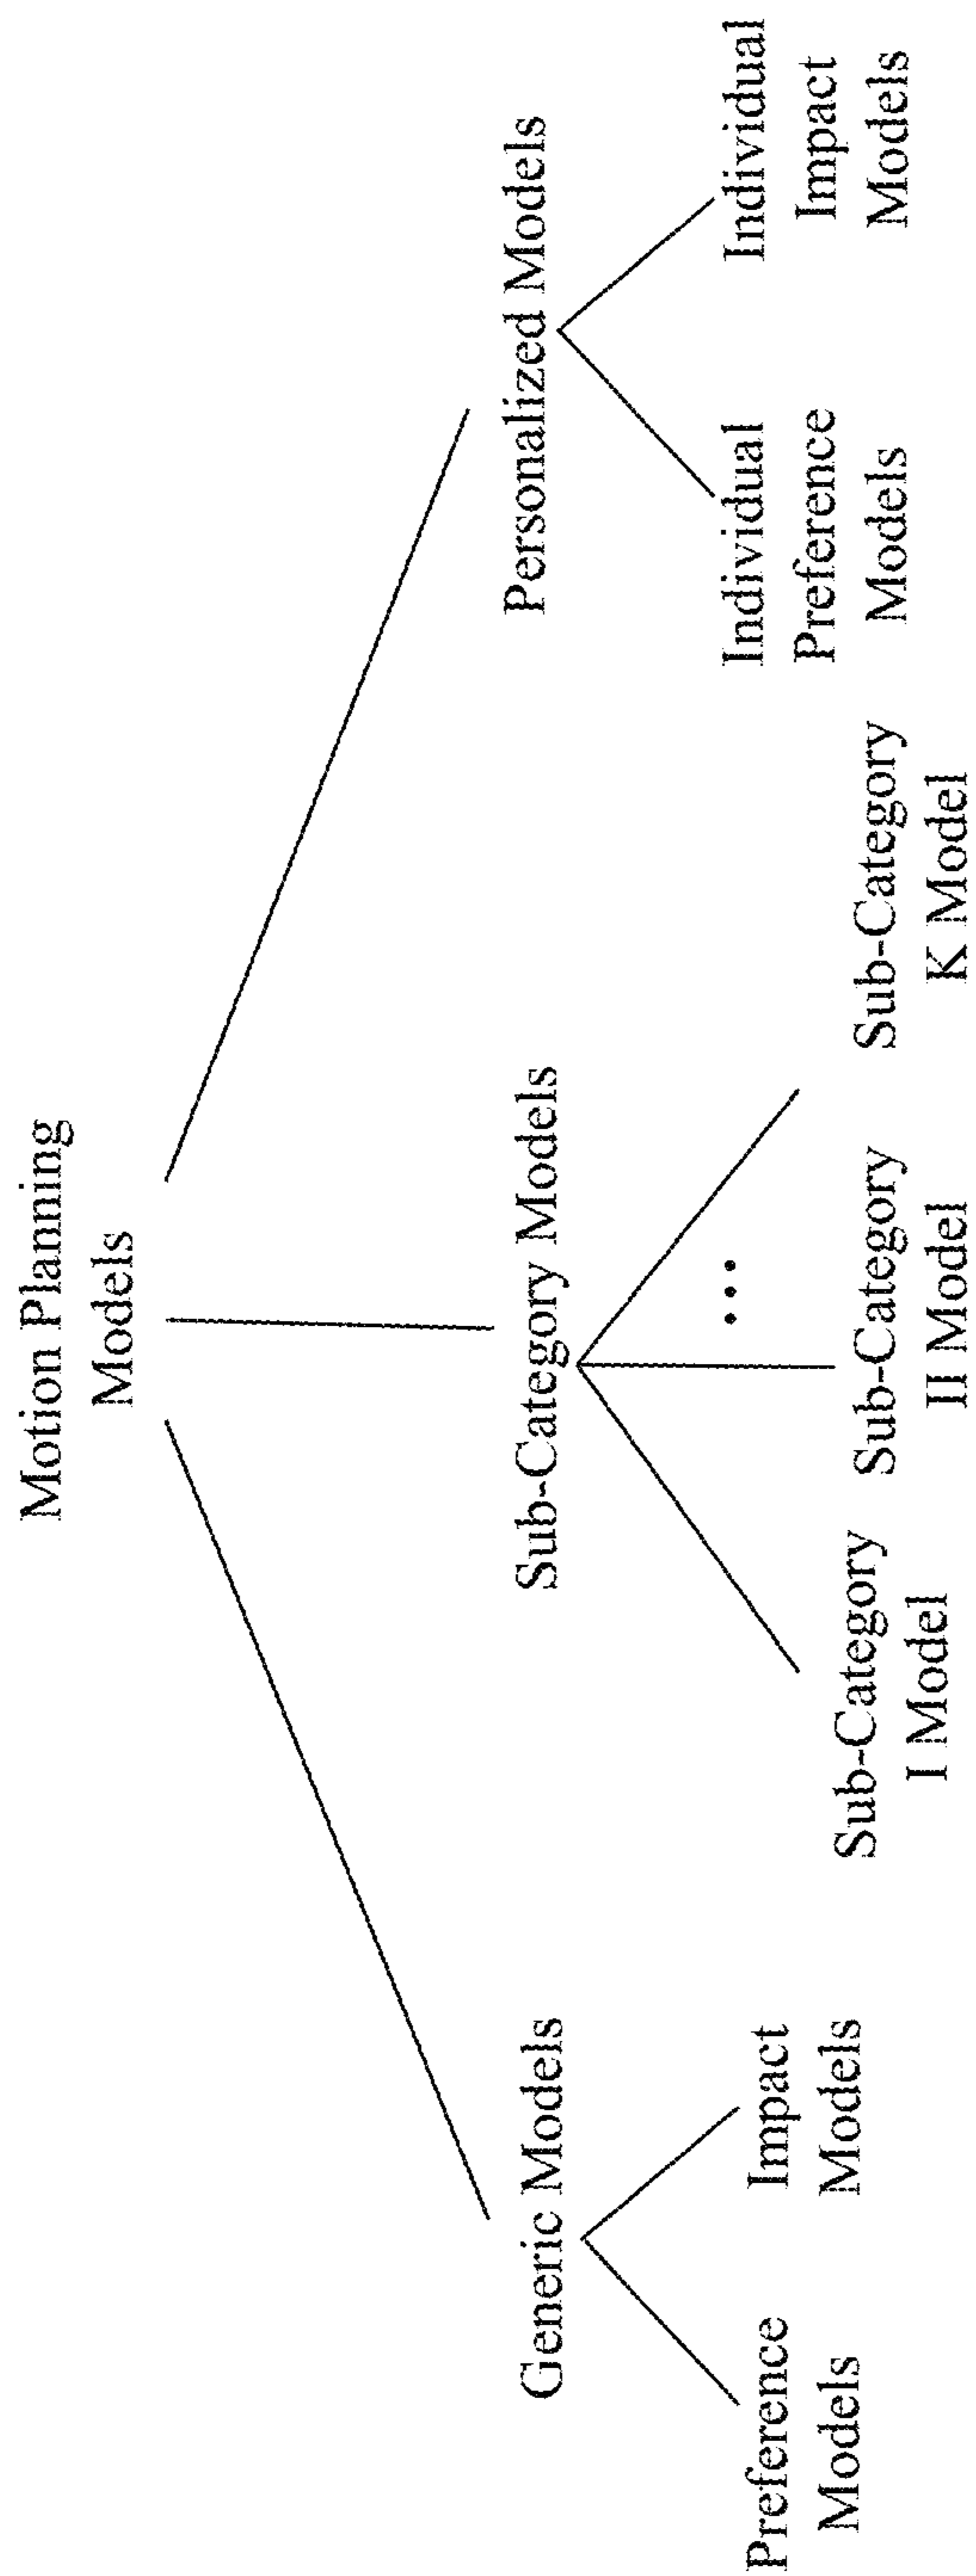 Motion Planning
Models
Generic Models
Sub-Category Models
Personalized Models
Preference
Models
Impact
Models
Sub-Category
I Model
Sub-Category
II Model
...
Sub-Category
K Model
Individual
Preference
Models
Individual
Impact
Models